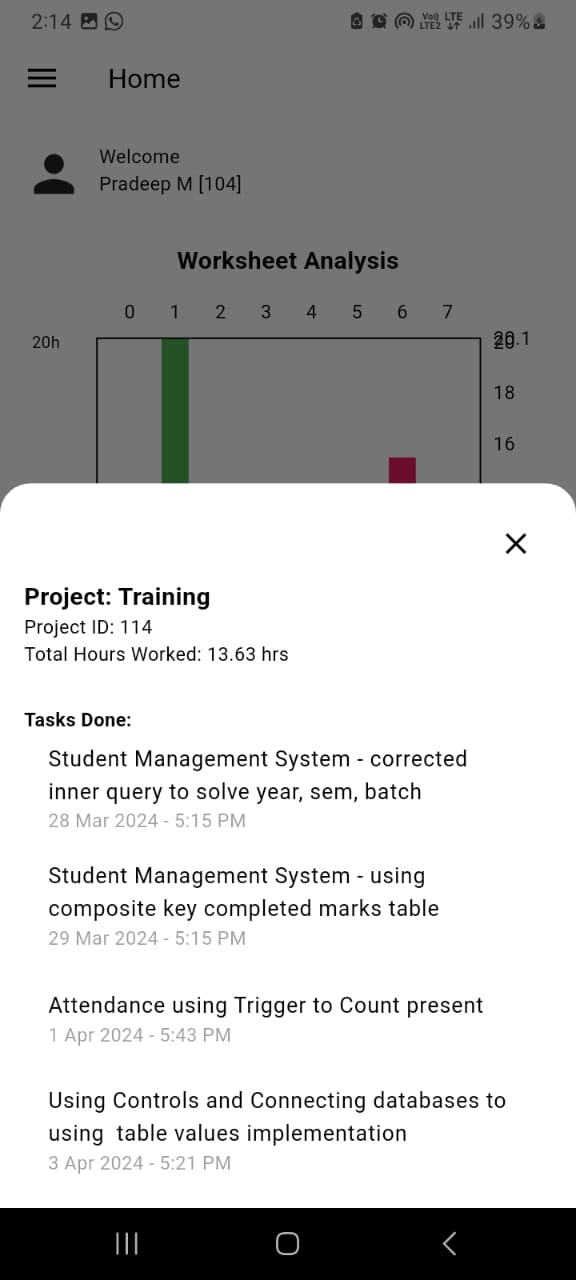 2:14 Vo)) LTE2 LTE 39%
Home
Welcome
Pradeep M [104]
Worksheet Analysis
0 1 2 3 4 5 6 7
20h
20.1
20
18
16
Project: Training
Project ID: 114
Total Hours Worked: 13.63 hrs
Tasks Done:
Student Management System - corrected
inner query to solve year, sem, batch
28 Mar 2024 - 5:15 PM
Student Management System - using
composite key completed marks table
29 Mar 2024 - 5:15 PM
Attendance using Trigger to Count present
1 Apr 2024 - 5:43 PM
Using Controls and Connecting databases to
using  table values implementation
3 Apr 2024 - 5:21 PM